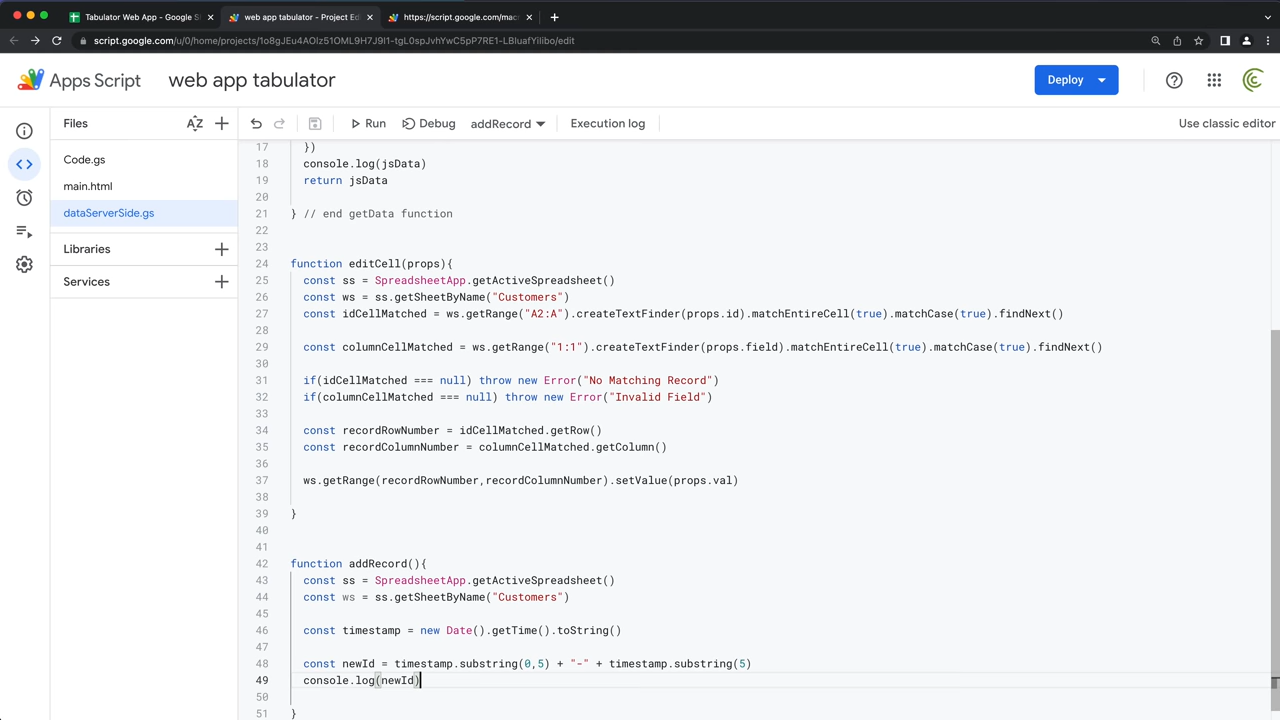 Tabulator Web App - Google S
web app tabulator - Project Edi
https://script.google.com/mac
script.google.com/u/0/home/projects/1o8gJEu4AOlz51OML9H7J9I1-tgL0spJvhYwC5pP7RE1-LBluafYilibo/edit
Apps Script
web app tabulator
Deploy
Files
AZ
Run
Debug
addRecord
Execution log
Use classic editor
Code.gs
main.html
dataServerSide.gs
Libraries
Services
17 })
18 console.log(jsData)
19 return jsData
20
21 } // end getData function
22
23
24 function editCell(props){
25 const ss = SpreadsheetApp.getActiveSpreadsheet()
26 const ws = ss.getSheetByName("Customers")
27 const idCellMatched = ws.getRange("A2:A").createTextFinder(props.id).matchEntireCell(true).matchCase(true).findNext()
28
29 const columnCellMatched = ws.getRange("1:1").createTextFinder(props.field).matchEntireCell(true).matchCase(true).findNext()
30
31 if(idCellMatched === null) throw new Error("No Matching Record")
32 if(columnCellMatched === null) throw new Error("Invalid Field")
33
34 const recordRowNumber = idCellMatched.getRow()
35 const recordColumnNumber = columnCellMatched.getColumn()
36
37 ws.getRange(recordRowNumber,recordColumnNumber).setValue(props.val)
38
39 }
40
41
42 function addRecord(){
43 const ss = SpreadsheetApp.getActiveSpreadsheet()
44 const ws = ss.getSheetByName("Customers")
45
46 const timestamp = new Date().getTime().toString()
47
48 const newId = timestamp.substring(0,5) + "-" + timestamp.substring(5)
49 console.log(newId)
50
51 }